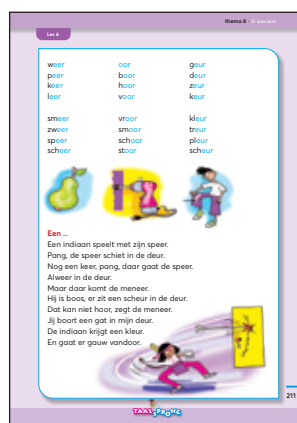 thema 6 - Er was eens
Les 6
weer oor geur
peer boor deur
keer hoor zeur
leer voor keur
smeer vroor kleur
zweer smoor treur
speer schoor pleur
scheer stoor scheur
Een ..
Een indiaan speelt met zijn speer.
Pang, de speer schiet in de deur.
Nog een keer, pang, daar gaat de speer.
Alweer in de deur.
Maar daar komt de meneer.
Hij is boos, er zit een scheur in de deur.
Dat kan niet hoor, zegt de meneer.
Jij boort een gat in mijn deur.
De indiaan krijgt een kleur.
En gaat er gauw vandoor.
211
TAALSPRONG